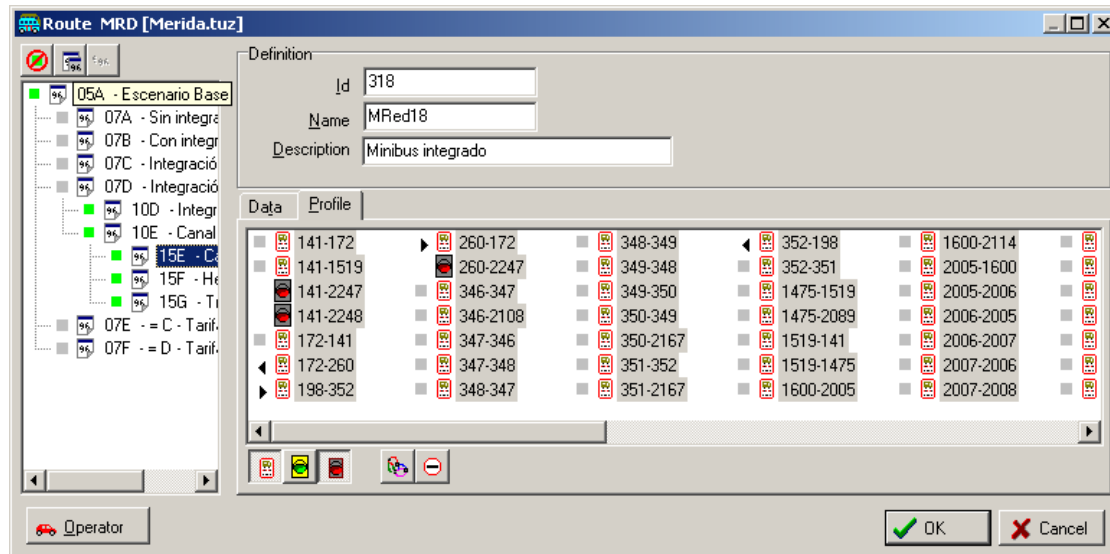 Route MRD [Merida.tuz]
05A - Escenario Base
07A - Sin integra
07B - Con integr
07C - Integració
07D - Integració
10D - Integr
10E - Canal
15E - Ca
15F - He
15G - Tr
07E - = C - Tarif.
07F - = D - Tarif.
Definition
Id 318
Name MRed18
Description Minibus integrado
Data Profile
141-172 260-172 348-349 352-198 1600-2114
141-1519 260-2247 349-348 352-351 2005-1600
141-2247 346-347 349-350 1475-1519 2005-2006
141-2248 346-2108 350-349 1475-2089 2006-2005
172-141 347-346 350-2167 1519-141 2006-2007
172-260 347-348 351-352 1519-1475 2007-2006
198-352 348-347 351-2167 1600-2005 2007-2008
Operator
OK
Cancel